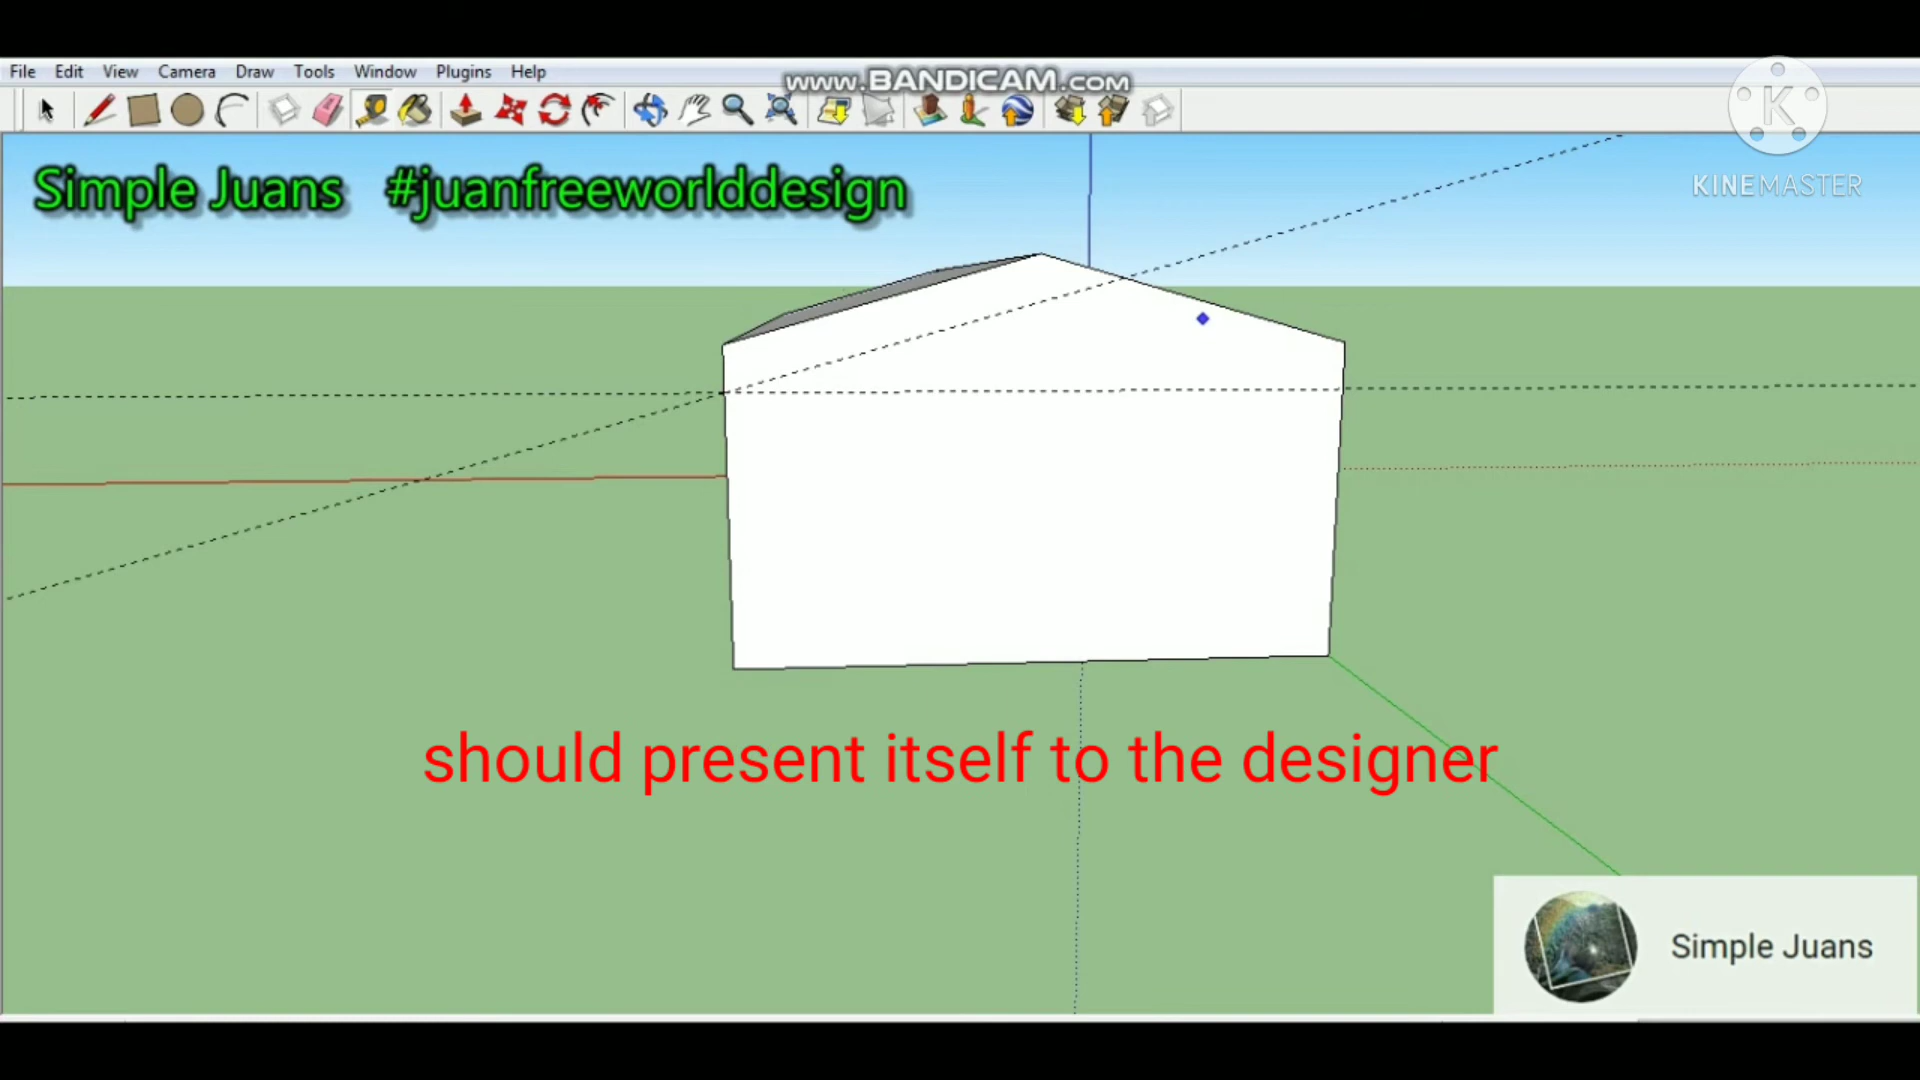 File Edit View Camera Draw Tools Window Plugins Help
www.BANDICAM.com
K
KINEMASTER
Simple Juans #juanfreeworlddesign
should present itself to the designer
Simple Juans